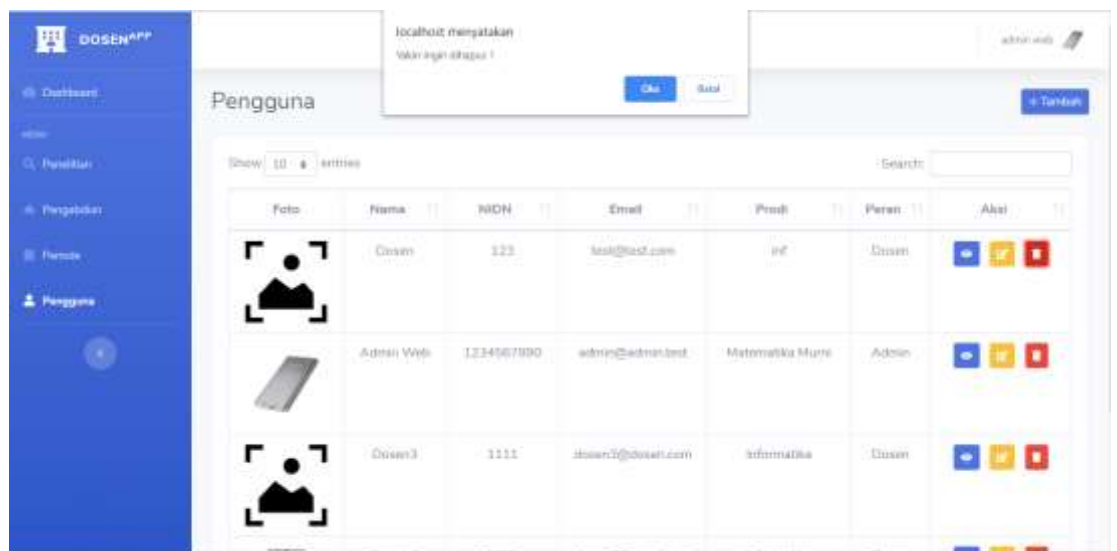 DOSENAPP
Dashboard
Penelitian
Pengabdian
Periode
Pengguna
localhost menyatakan
Yakin ingin dihapus ?
Oke Batal
admin web
Pengguna
+ Tambah
Show 10 entries
Search:
Foto Nama NIDN Email Prodi Peran Aksi
Dosen 123 test@test.com inf Dosen
Admin Web 1234567890 admin@admin.test Matematika Murni Admin
Dosen3 1111 dosen3@dosen.com Informatika Dosen